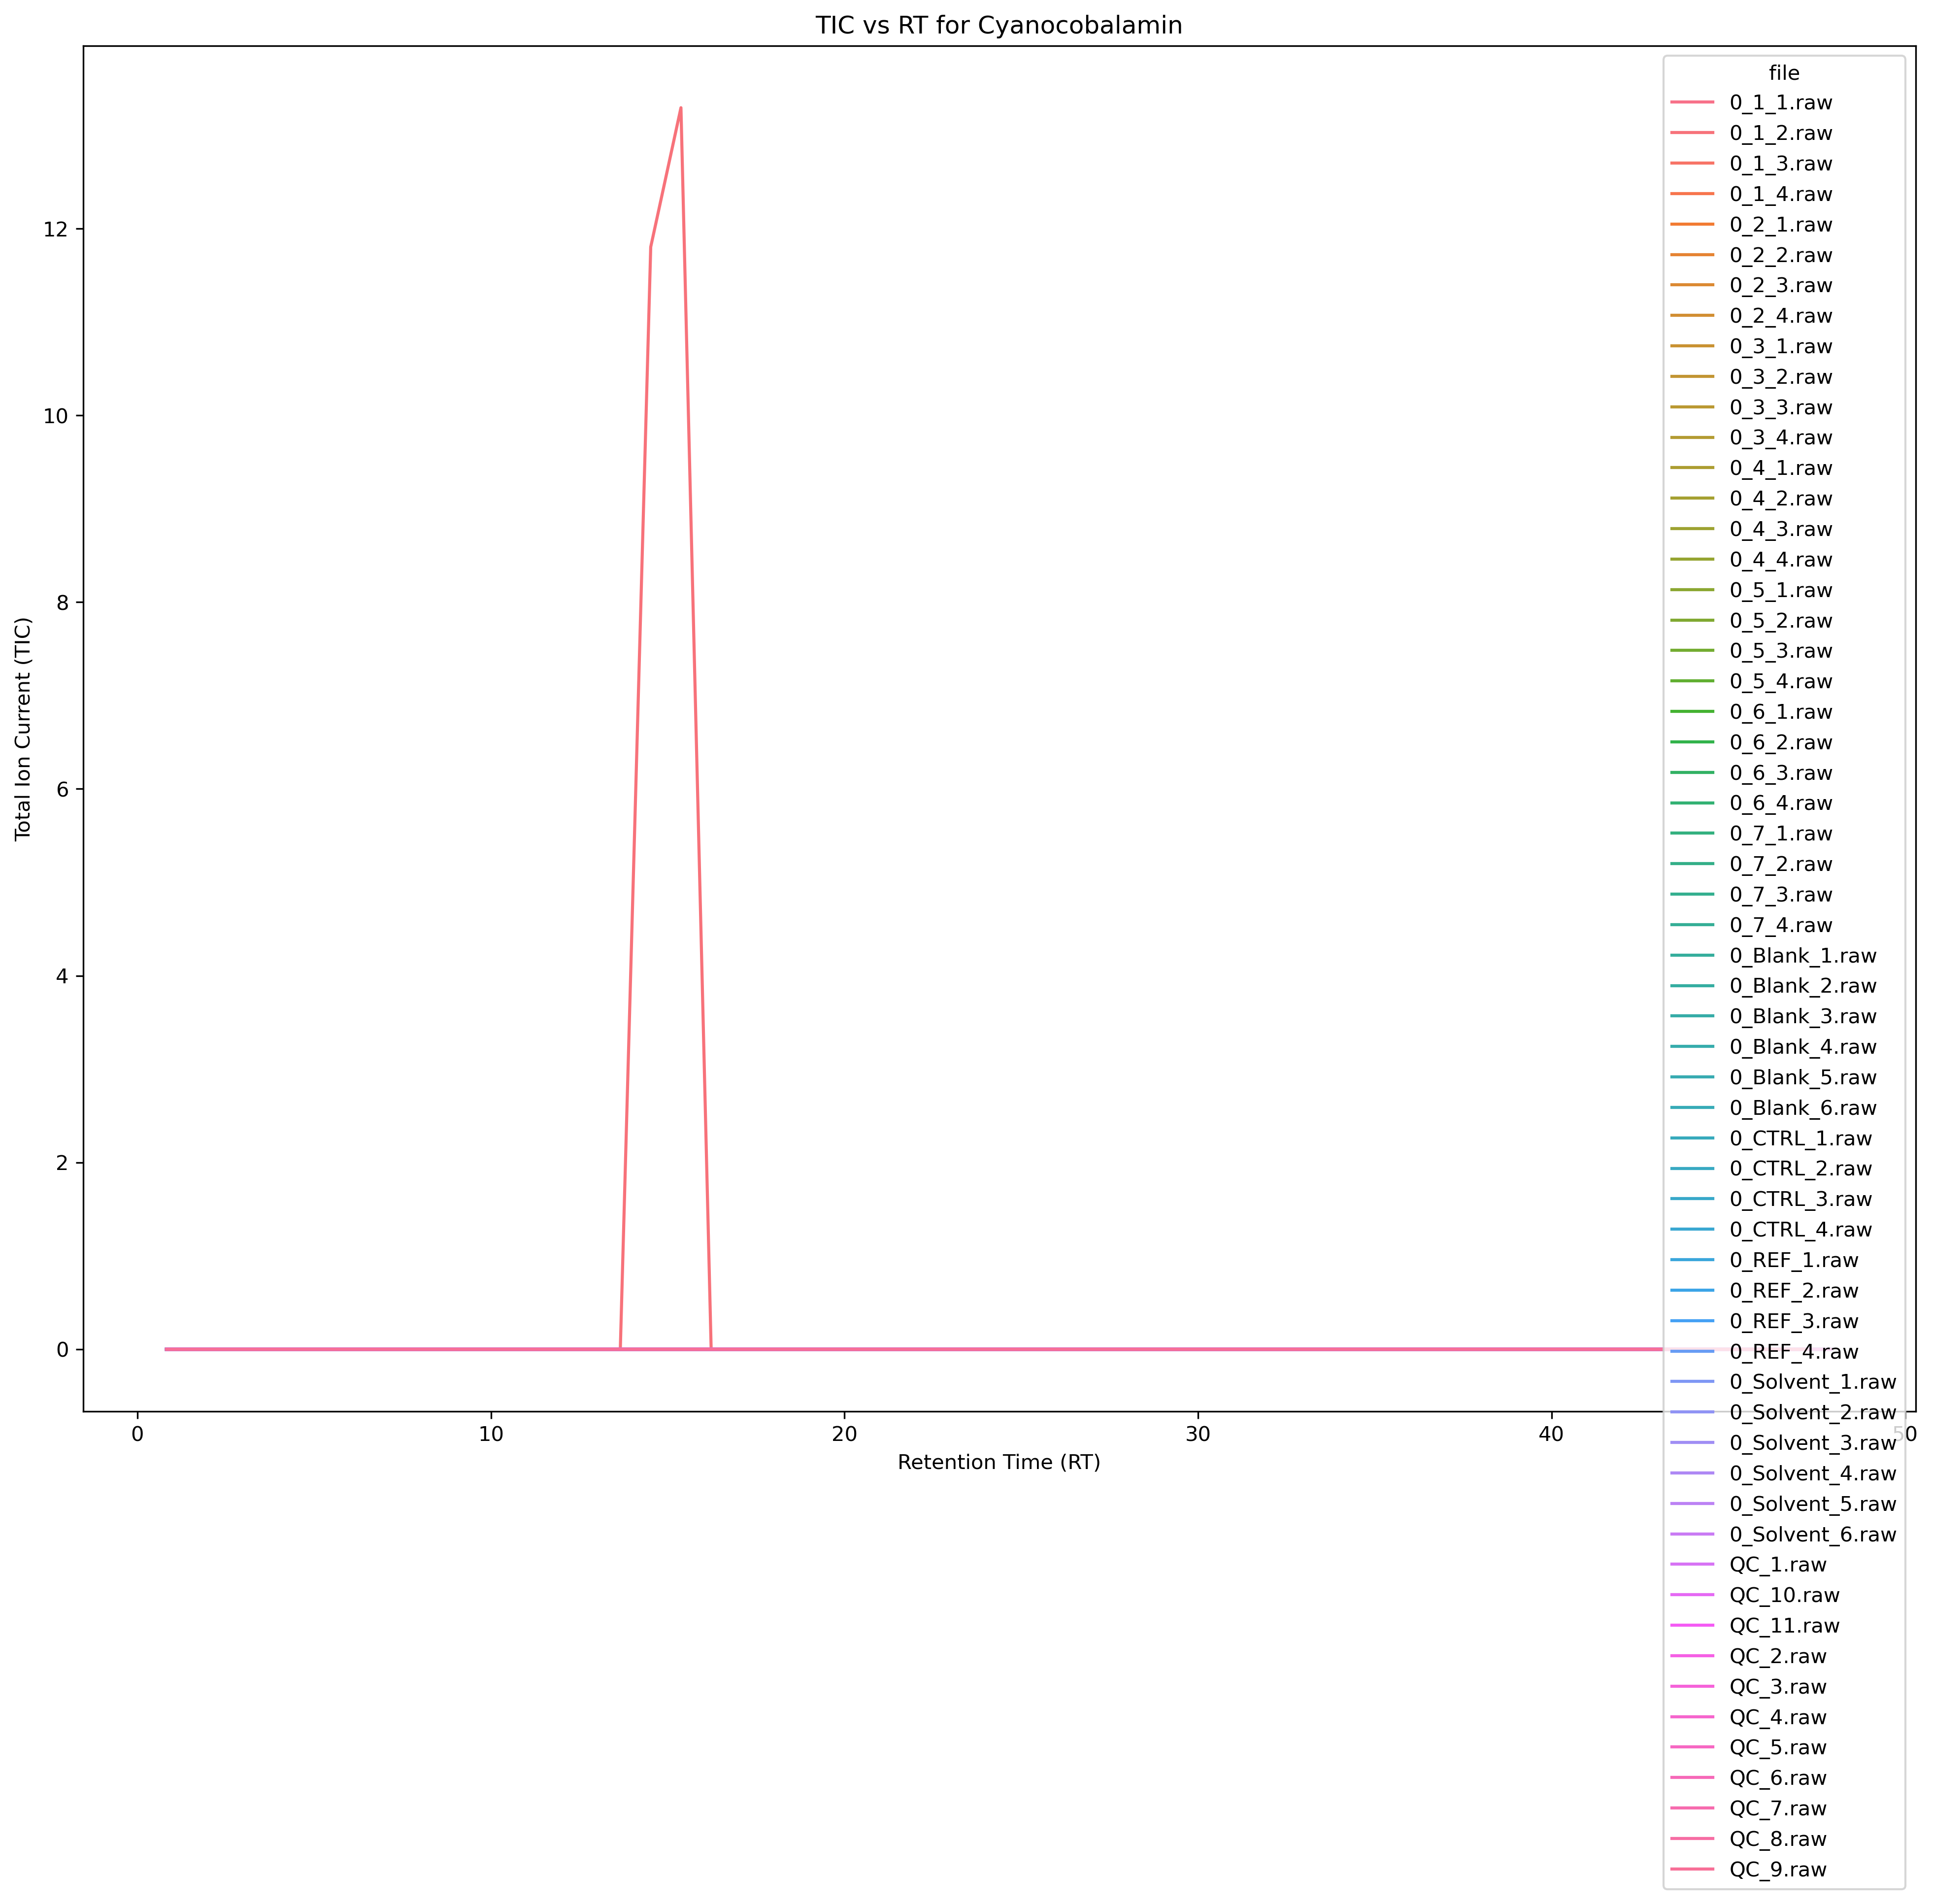 TIC vs RT for Cyanocobalamin
Total Ion Current (TIC)
12
10
8
6
4
2
0
0
10
20
30
40
50
Retention Time (RT)
file
0_1_1.raw
0_1_2.raw
0_1_3.raw
0_1_4.raw
0_2_1.raw
0_2_2.raw
0_2_3.raw
0_2_4.raw
0_3_1.raw
0_3_2.raw
0_3_3.raw
0_3_4.raw
0_4_1.raw
0_4_2.raw
0_4_3.raw
0_4_4.raw
0_5_1.raw
0_5_2.raw
0_5_3.raw
0_5_4.raw
0_6_1.raw
0_6_2.raw
0_6_3.raw
0_6_4.raw
0_7_1.raw
0_7_2.raw
0_7_3.raw
0_7_4.raw
0_Blank_1.raw
0_Blank_2.raw
0_Blank_3.raw
0_Blank_4.raw
0_Blank_5.raw
0_Blank_6.raw
0_CTRL_1.raw
0_CTRL_2.raw
0_CTRL_3.raw
0_CTRL_4.raw
0_REF_1.raw
0_REF_2.raw
0_REF_3.raw
0_REF_4.raw
0_Solvent_1.raw
0_Solvent_2.raw
0_Solvent_3.raw
0_Solvent_4.raw
0_Solvent_5.raw
0_Solvent_6.raw
QC_1.raw
QC_10.raw
QC_11.raw
QC_2.raw
QC_3.raw
QC_4.raw
QC_5.raw
QC_6.raw
QC_7.raw
QC_8.raw
QC_9.raw